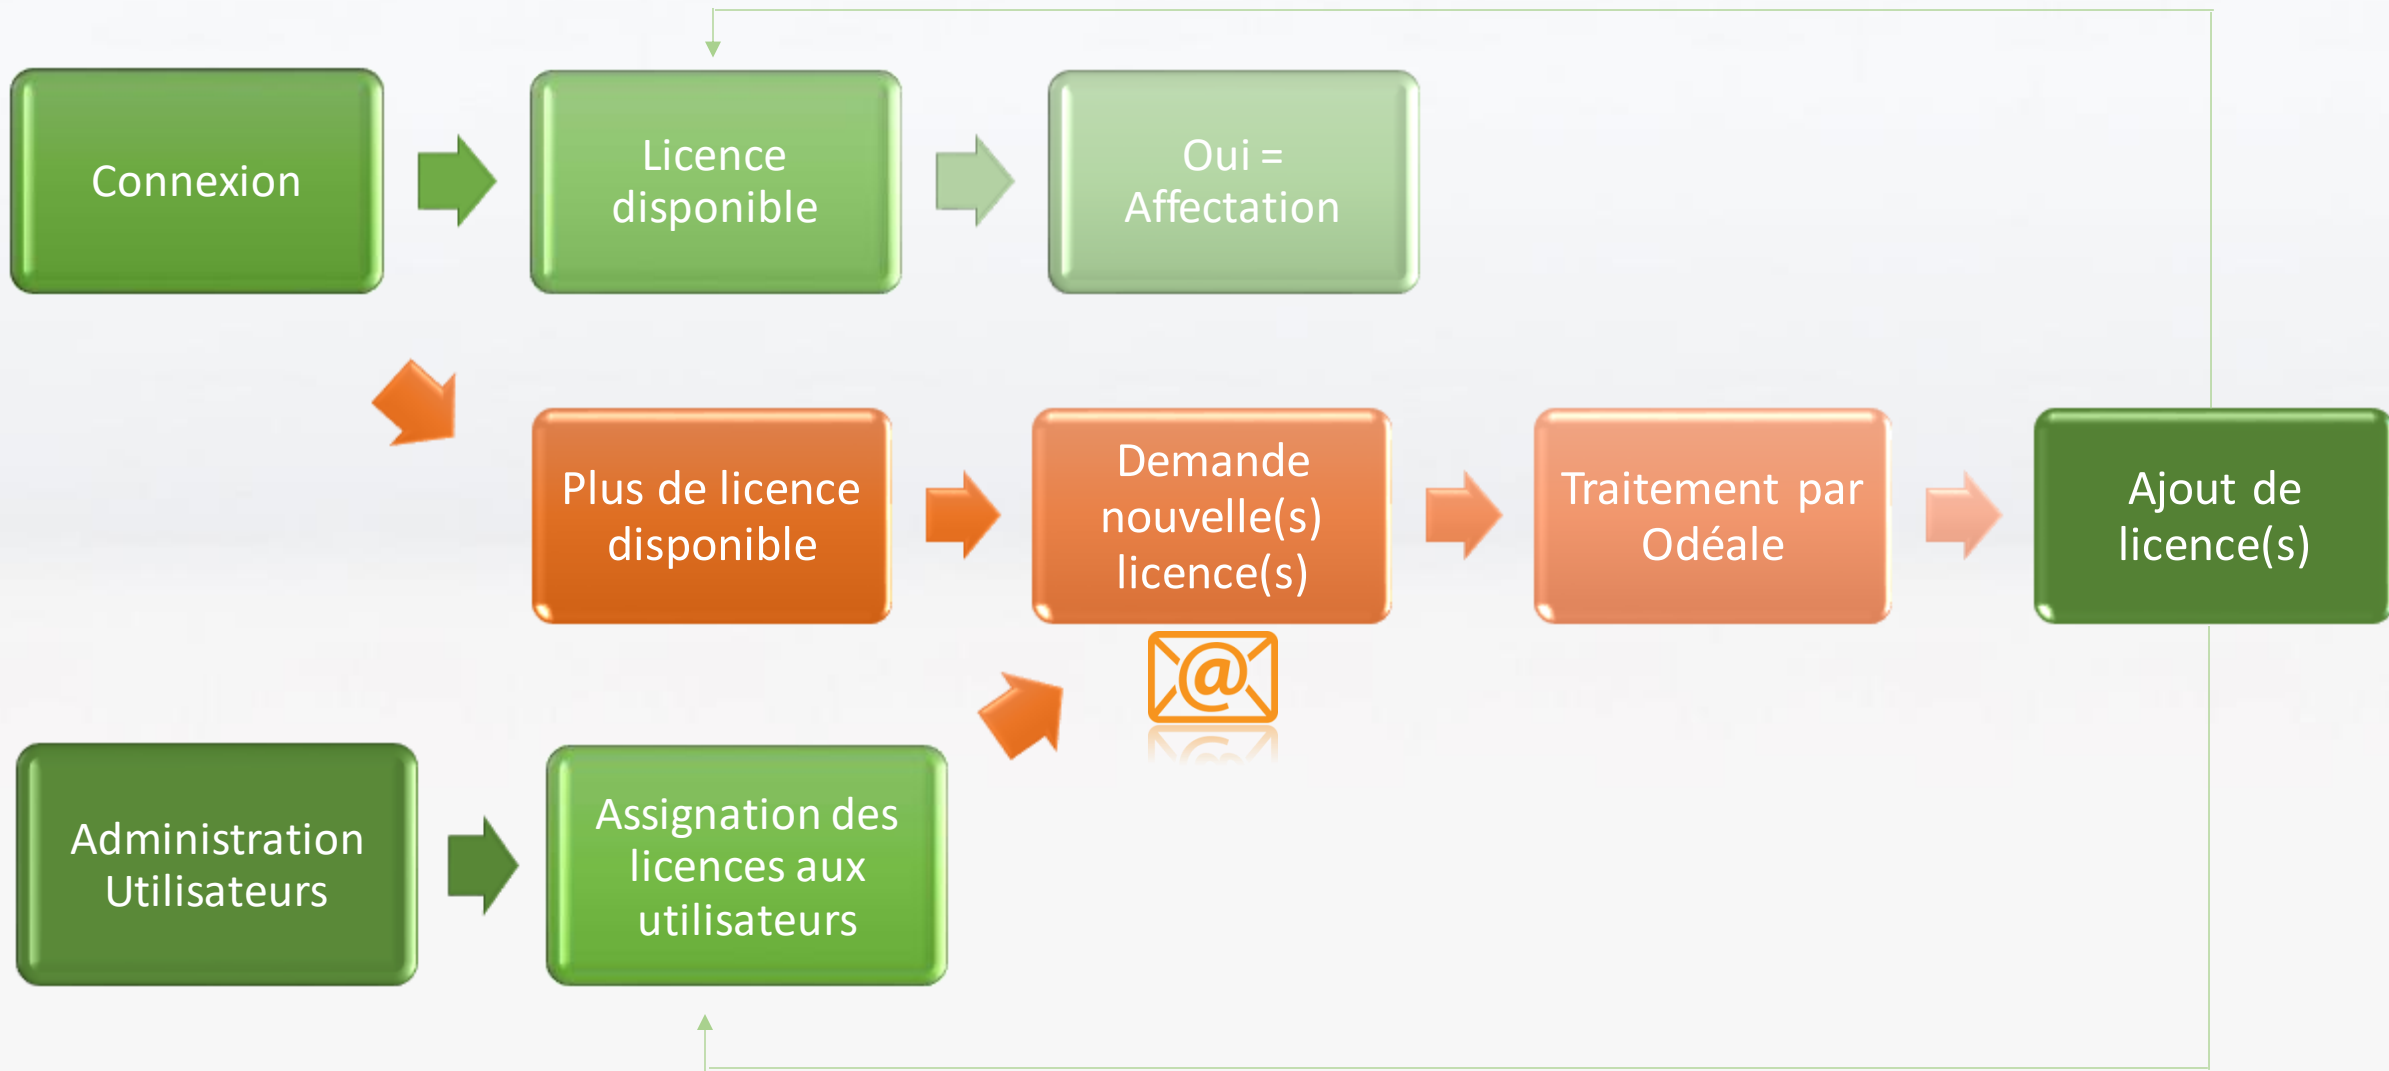 Connexion
Licence
disponible
Oui =
Affectation
Plus de licence
disponible
Demande
nouvelle(s)
licence(s)
Traitement par
Odéale
Ajout de
licence(s)
@
Administration
Utilisateurs
Assignation des
licences aux
utilisateurs